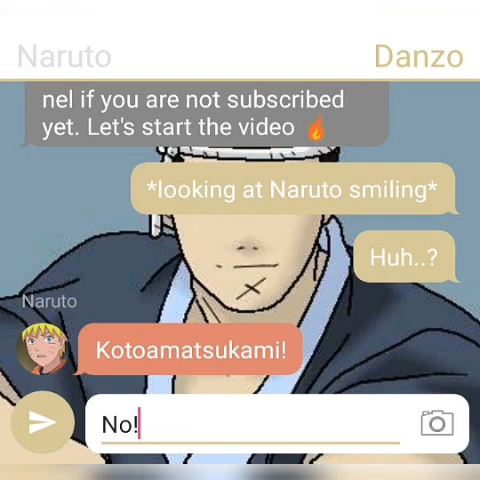 Naruto
Danzo
nel if you are not subscribed
yet. Let's start the video 🔥
*looking at Naruto smiling*
Huh..?
Naruto
Kotoamatsukami!
No!